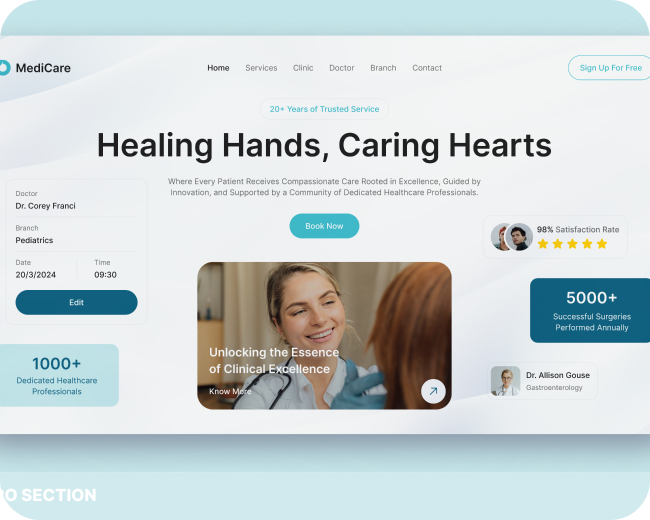 MediCare
Home Services Clinic Doctor Branch Contact
Sign Up For Free
20+ Years of Trusted Service
Healing Hands, Caring Hearts
Where Every Patient Receives Compassionate Care Rooted in Excellence, Guided by
Innovation, and Supported by a Community of Dedicated Healthcare Professionals.
Book Now
Doctor
Dr. Corey Franci
Branch
Pediatrics
Date Time
20/3/2024 09:30
Edit
1000+
Dedicated Healthcare
Professionals
Unlocking the Essence
of Clinical Excellence
Know More
98% Satisfaction Rate
5000+
Successful Surgeries
Performed Annually
Dr. Allison Gouse
Gastroenterology
RO SECTION